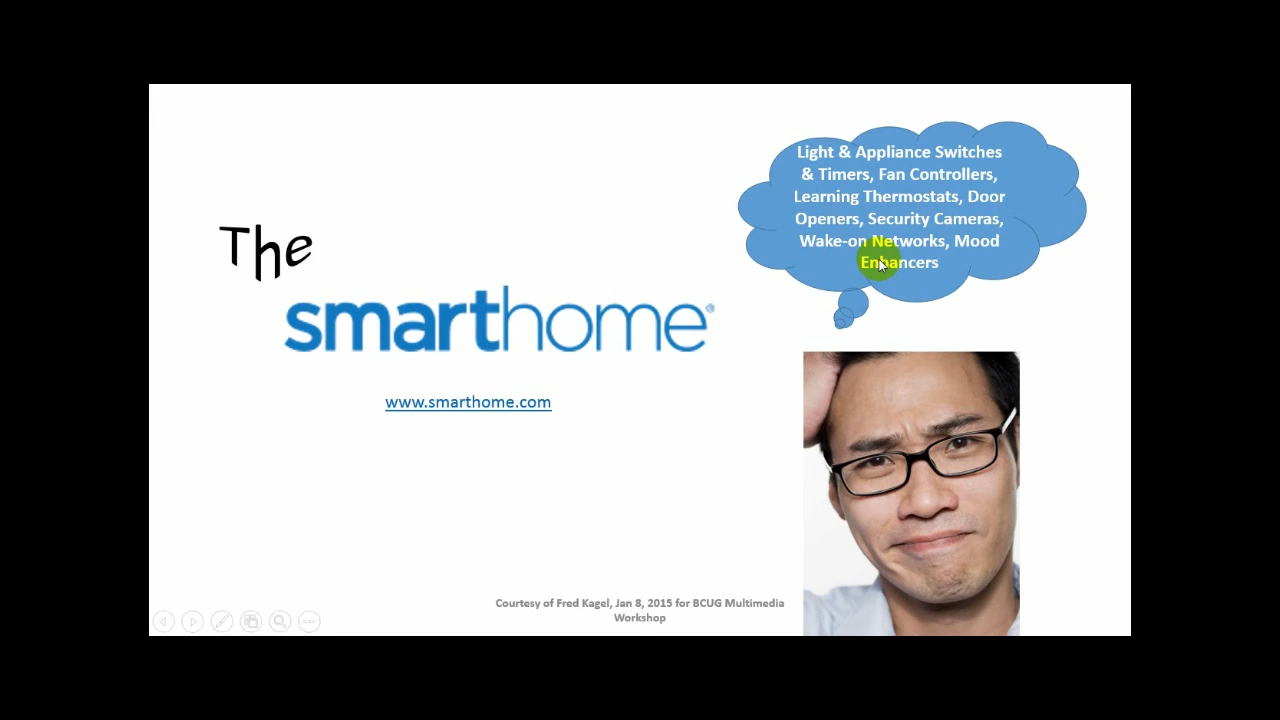 Light & Appliance Switches
& Timers, Fan Controllers,
Learning Thermostats, Door
Openers, Security Cameras,
Wake-on Networks, Mood
Enhancers
The
smarthome®
www.smarthome.com
Courtesy of Fred Kagel, Jan 8, 2015 for BCUG Multimedia
Workshop